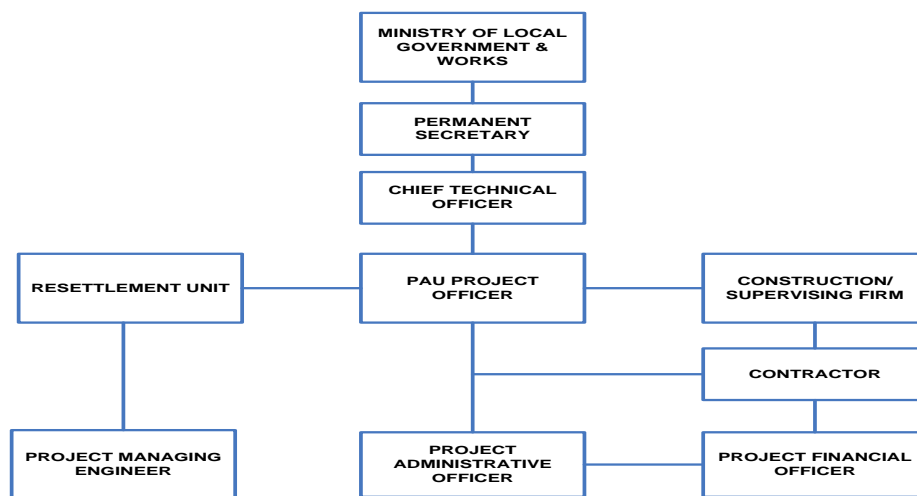 MINISTRY OF LOCAL
GOVERNMENT &
WORKS
PERMANENT
SECRETARY
CHIEF TECHNICAL
OFFICER
RESETTLEMENT UNIT
PAU PROJECT
OFFICER
CONSTRUCTION/
SUPERVISING FIRM
CONTRACTOR
PROJECT MANAGING
ENGINEER
PROJECT
ADMINISTRATIVE
OFFICER
PROJECT FINANCIAL
OFFICER